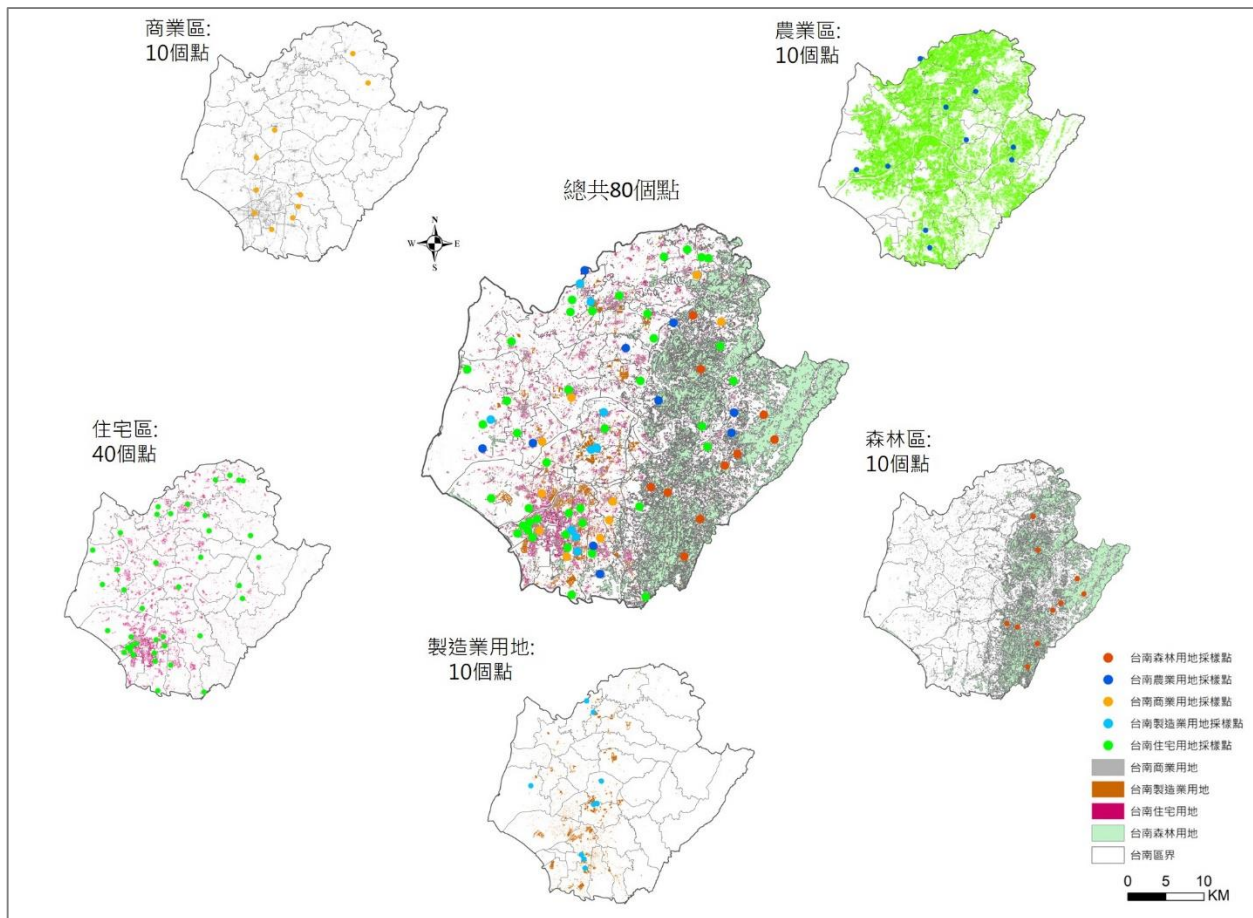 商業區:
10個點
農業區:
10個點
總共80個點
N
W
E
S
住宅區:
40個點
森林區:
10個點
製造業用地:
10個點
台南森林用地採樣點
台南農業用地採樣點
台南商業用地採樣點
台南製造業用地採樣點
台南住宅用地採樣點
台南商業用地
台南製造業用地
台南住宅用地
台南森林用地
台南區界
0 5 10
KM